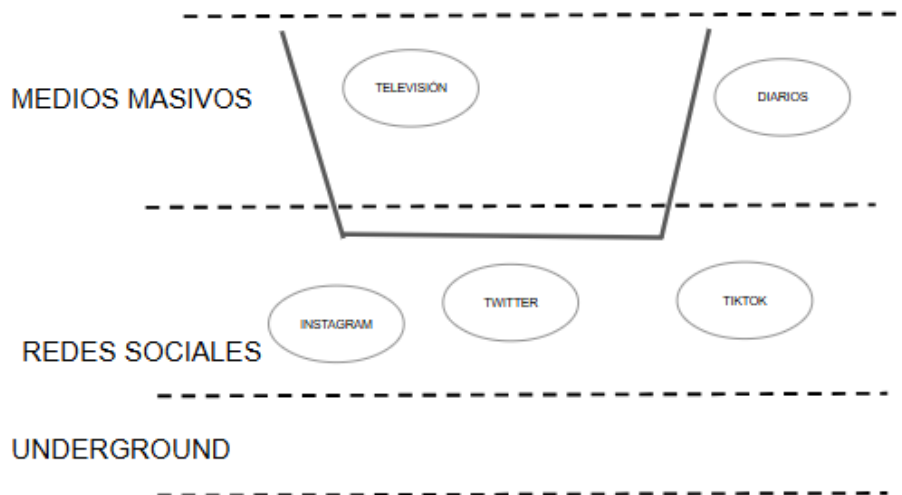 TELEVISIÓN
MEDIOS MASIVOS
DIARIOS
INSTAGRAM
TWITTER
TIKTOK
REDES SOCIALES
UNDERGROUND